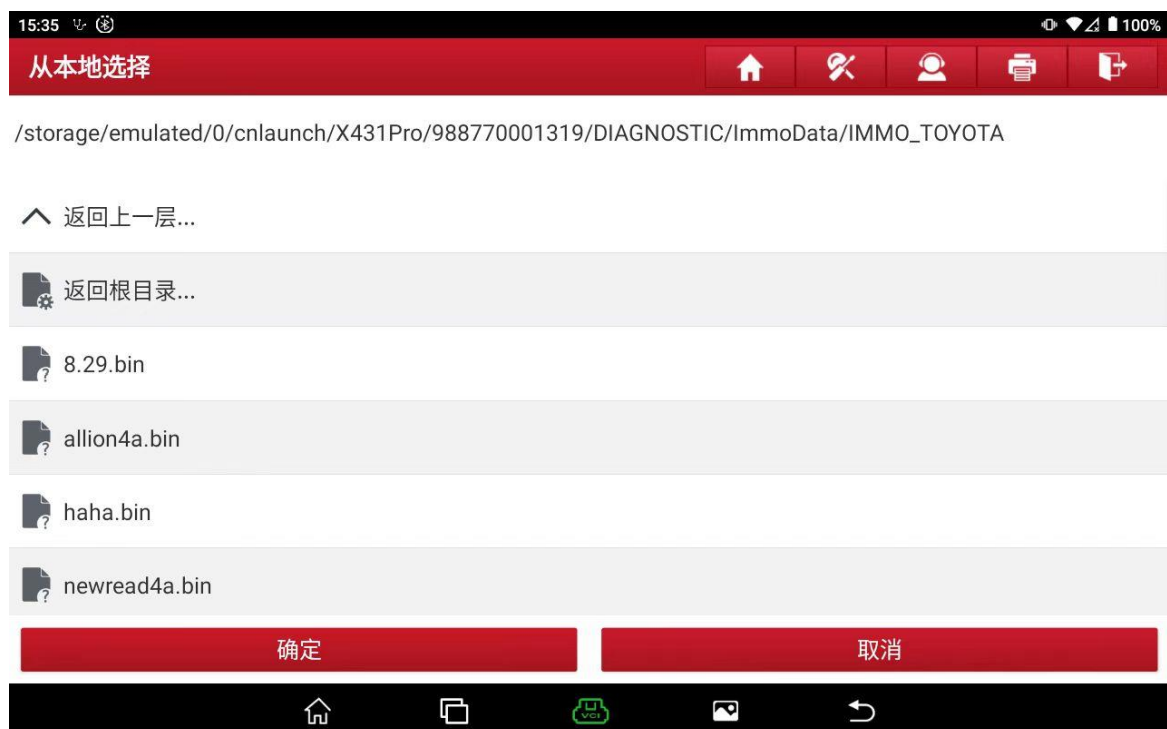 15:35 100%
从本地选择
/storage/emulated/0/cnlaunch/X431Pro/988770001319/DIAGNOSTIC/ImmoData/IMMO_TOYOTA
返回上一层...
返回根目录...
8.29.bin
allion4a.bin
haha.bin
newread4a.bin
确定 取消
VCI